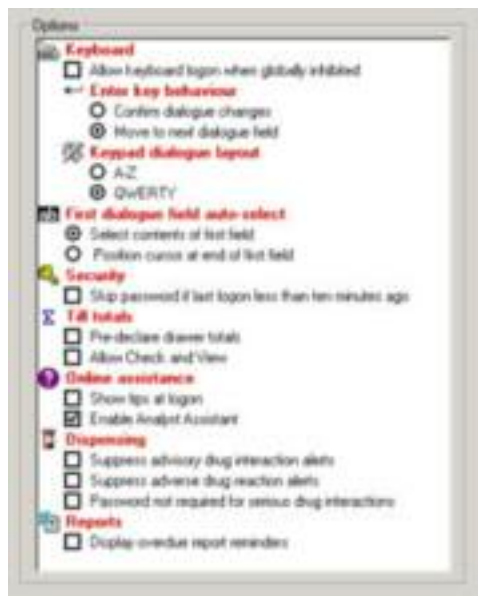 Options
Keyboard
Allow keyboard logon when globally inhibited
Enter key behaviour
Confirm dialogue changes
Move to next dialogue field
Keypad dialogue layout
A-Z
QWERTY
First dialogue field auto-select
Select contents of first field
Position cursor at end of first field
Security
Skip password if last logon less than ten minutes ago
Till totals
Pre-declare drawer totals
Allow Check and View
Online assistance
Show tips at logon
Enable Analyst Assistant
Dispensing
Suppress advisory drug interaction alerts
Suppress adverse drug reaction alerts
Password not required for serious drug interactions
Reports
Display overdue report reminders